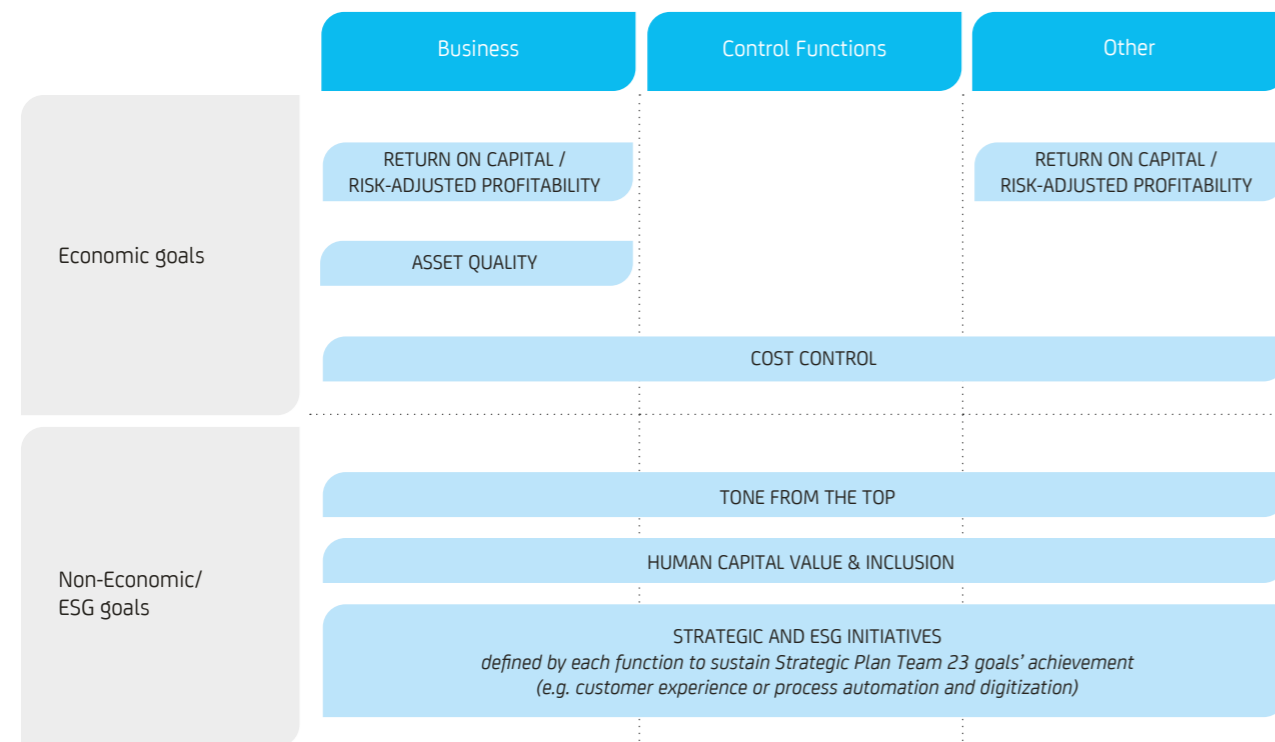 Business
Control Functions
Other
Economic goals
RETURN ON CAPITAL /
RISK-ADJUSTED PROFITABILITY
RETURN ON CAPITAL /
RISK-ADJUSTED PROFITABILITY
ASSET QUALITY
COST CONTROL
Non-Economic/
ESG goals
TONE FROM THE TOP
HUMAN CAPITAL VALUE & INCLUSION
STRATEGIC AND ESG INITIATIVES
defined by each function to sustain Strategic Plan Team 23 goals’ achievement
(e.g. customer experience or process automation and digitization)